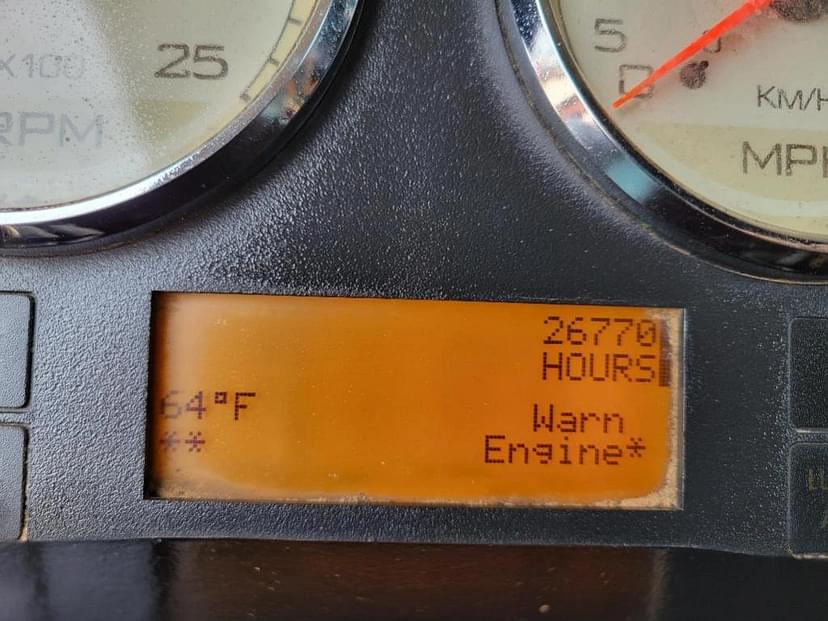 X100
25
RPM
5
0
KM/H
MPH
26770
HOURS
64°F
Warn
**
Engine*